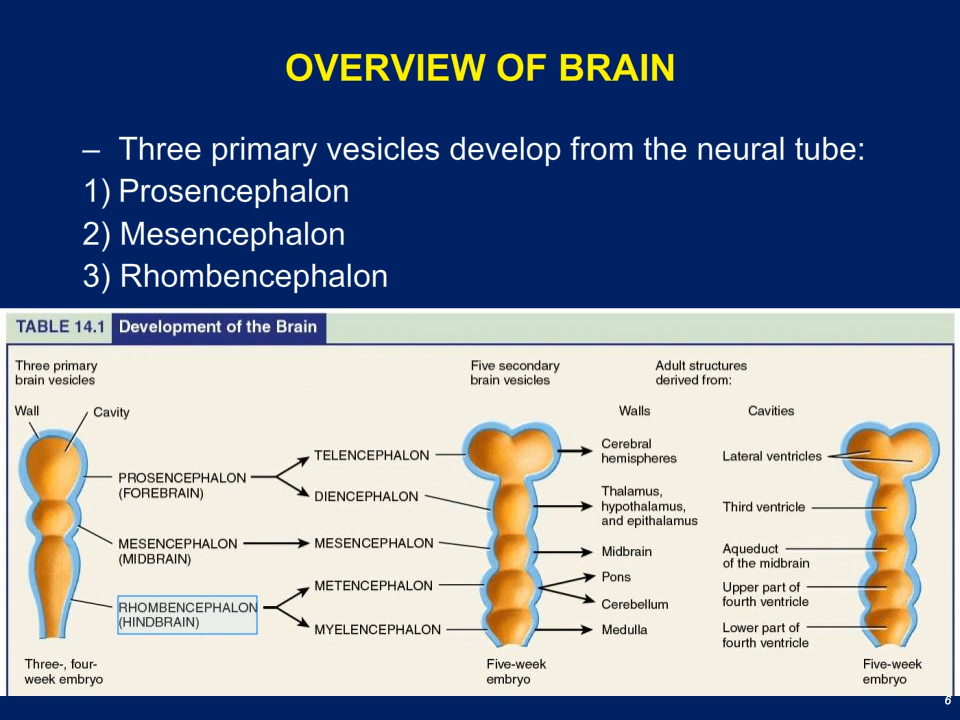 OVERVIEW OF BRAIN
– Three primary vesicles develop from the neural tube:
1) Prosencephalon
2) Mesencephalon
3) Rhombencephalon
TABLE 14.1 Development of the Brain
Three primary
brain vesicles
Five secondary
brain vesicles
Adult structures
derived from:
Wall
Cavity
Walls
Cavities
PROSENCEPHALON
(FOREBRAIN)
MESENCEPHALON
(MIDBRAIN)
RHOMBENCEPHALON
(HINDBRAIN)
Three-, four-
week embryo
TELENCEPHALON
DIENCEPHALON
MESENCEPHALON
METENCEPHALON
MYELENCEPHALON
Five-week
embryo
Cerebral
hemispheres
Thalamus,
hypothalamus,
and epithalamus
Midbrain
Pons
Cerebellum
Medulla
Lateral ventricles
Third ventricle
Aqueduct
of the midbrain
Upper part of
fourth ventricle
Lower part of
fourth ventricle
Five-week
embryo
6